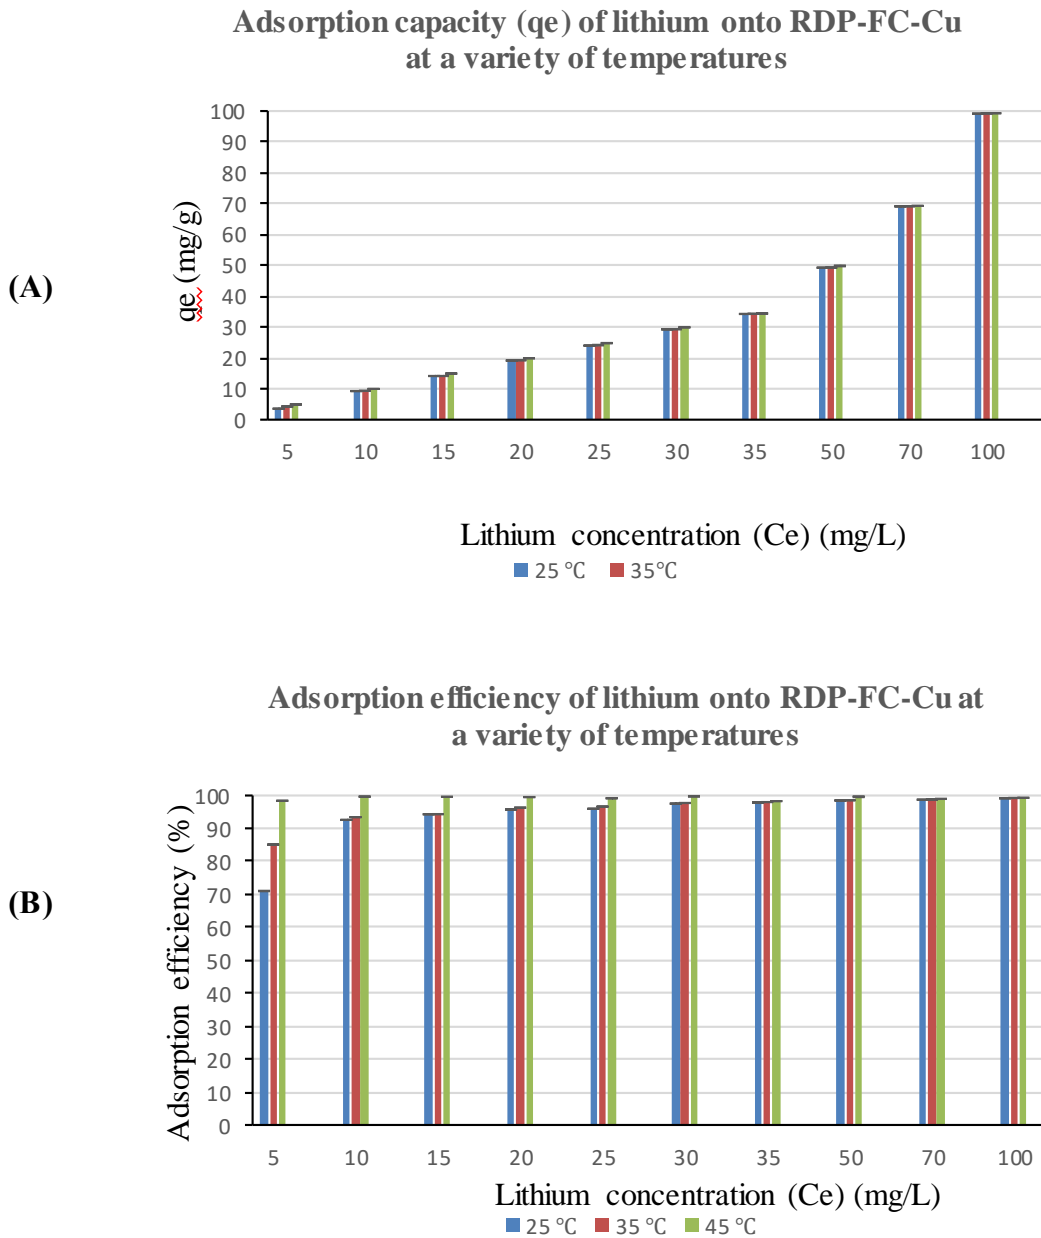 Adsorption capacity (qe) of lithium onto RDP-FC-Cu
at a variety of temperatures
(A)
qe (mg/g)
100
90
80
70
60
50
40
30
20
10
0
5 10 15 20 25 30 35 50 70 100
Lithium concentration (Ce) (mg/L)
25 °C 35°C
Adsorption efficiency of lithium onto RDP-FC-Cu at
a variety of temperatures
(B)
Adsorption efficiency (%)
100
90
80
70
60
50
40
30
20
10
0
5 10 15 20 25 30 35 50 70 100
Lithium concentration (Ce) (mg/L)
25 °C 35 °C 45 °C